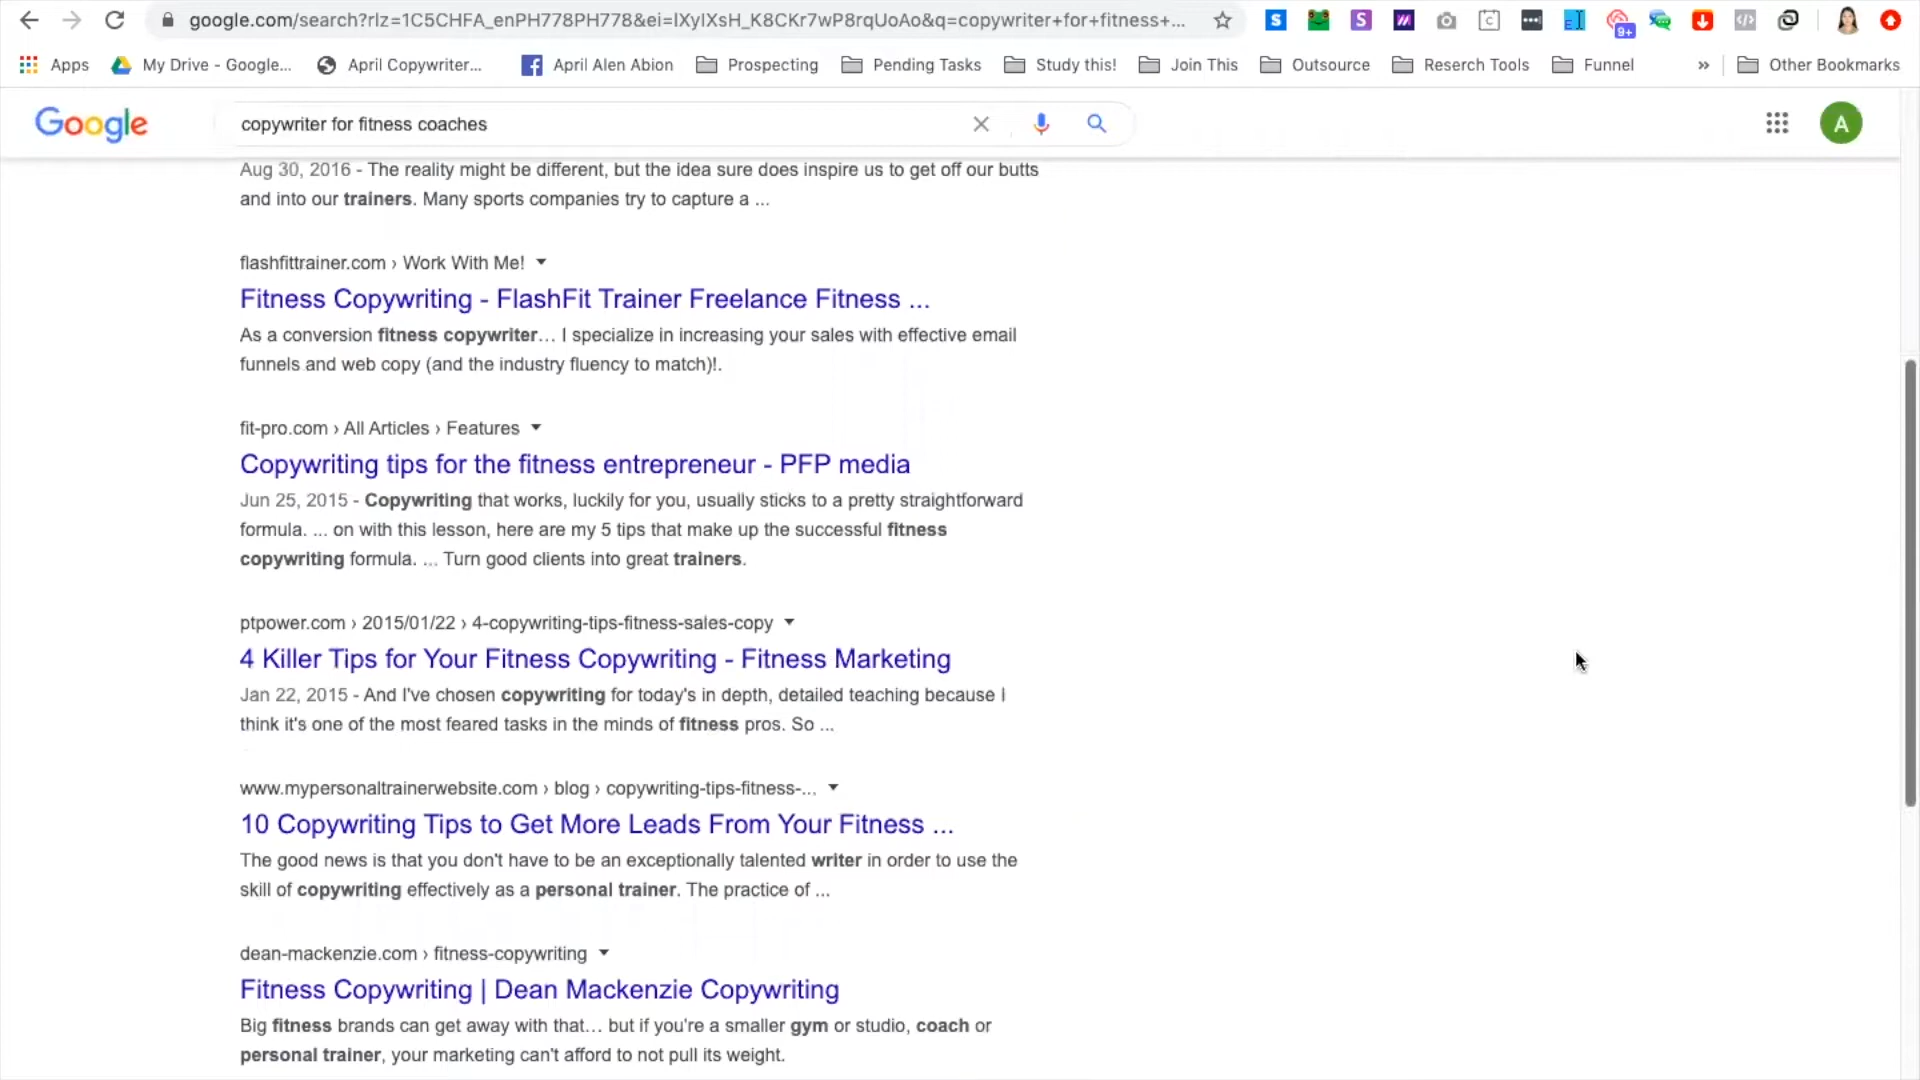 google.com/search?rlz=1C5CHFA_enPH778PH778&ei=IXyIXsH_K8CKr7wP8rqUoAo&q=copywriter+for+fitness+...
9+
Apps My Drive - Google... April Copywriter... April Alen Abion Prospecting Pending Tasks Study this! Join This Outsource Reserch Tools Funnel » Other Bookmarks
Google copywriter for fitness coaches A
Aug 30, 2016 - The reality might be different, but the idea sure does inspire us to get off our butts
and into our trainers. Many sports companies try to capture a ...
flashfittrainer.com › Work With Me!
Fitness Copywriting - FlashFit Trainer Freelance Fitness ...
As a conversion fitness copywriter... I specialize in increasing your sales with effective email
funnels and web copy (and the industry fluency to match)!.
fit-pro.com › All Articles › Features
Copywriting tips for the fitness entrepreneur - PFP media
Jun 25, 2015 - Copywriting that works, luckily for you, usually sticks to a pretty straightforward
formula. ... on with this lesson, here are my 5 tips that make up the successful fitness
copywriting formula. ... Turn good clients into great trainers.
ptpower.com › 2015/01/22 › 4-copywriting-tips-fitness-sales-copy
4 Killer Tips for Your Fitness Copywriting - Fitness Marketing
Jan 22, 2015 - And I've chosen copywriting for today's in depth, detailed teaching because I
think it's one of the most feared tasks in the minds of fitness pros. So ...
www.mypersonaltrainerwebsite.com › blog › copywriting-tips-fitness-...
10 Copywriting Tips to Get More Leads From Your Fitness ...
The good news is that you don't have to be an exceptionally talented writer in order to use the
skill of copywriting effectively as a personal trainer. The practice of ...
dean-mackenzie.com › fitness-copywriting
Fitness Copywriting | Dean Mackenzie Copywriting
Big fitness brands can get away with that... but if you're a smaller gym or studio, coach or
personal trainer, your marketing can't afford to not pull its weight.